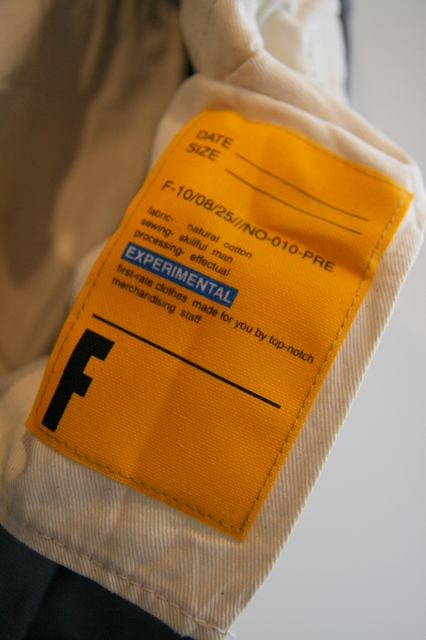 DATE
SIZE
F-10/08/25//NO-010-PRE
fabric- natural cotton
sewing- skillful man
processing- effectual
EXPERIMENTAL
first-rate clothes made for you by top-notch
merchandising staff
F